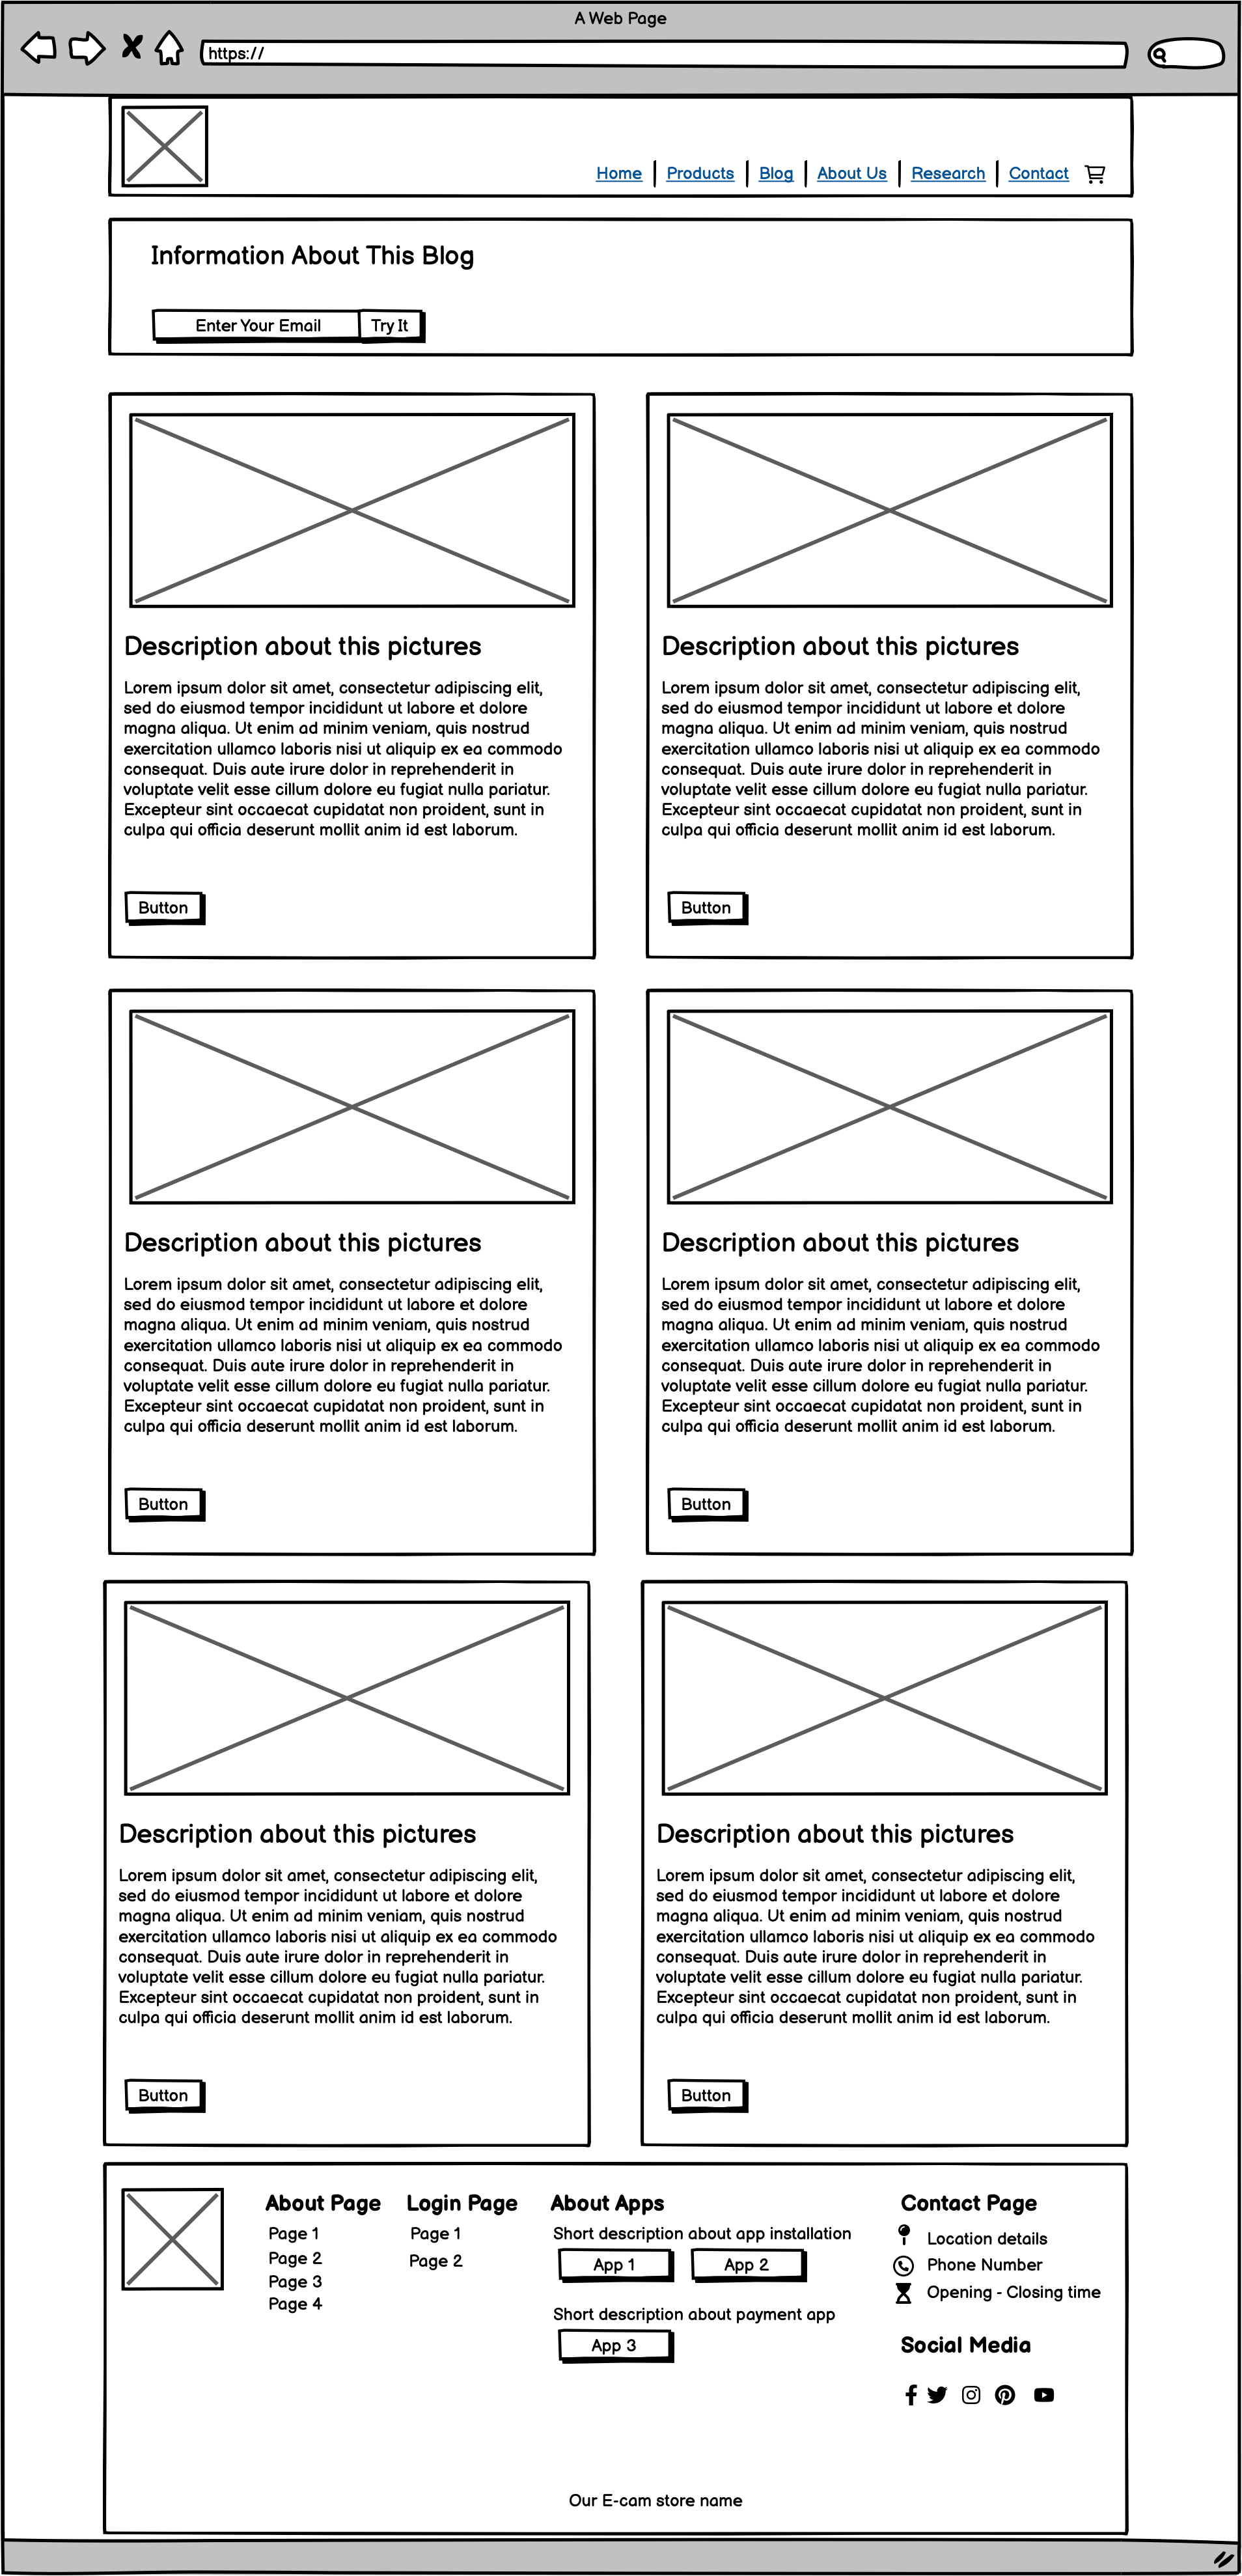 A Web Page
https://
Home
Products
Blog
About Us
Research
Contact
Information About This Blog
Enter Your Email
Try It
Description about this pictures
Lorem ipsum dolor sit amet, consectetur adipiscing elit,
sed do eiusmod tempor incididunt ut labore et dolore
magna aliqua. Ut enim ad minim veniam, quis nostrud
exercitation ullamco laboris nisi ut aliquip ex ea commodo
consequat. Duis aute irure dolor in reprehenderit in
voluptate velit esse cillum dolore eu fugiat nulla pariatur.
Excepteur sint occaecat cupidatat non proident, sunt in
culpa qui officia deserunt mollit anim id est laborum.
Button
Description about this pictures
Lorem ipsum dolor sit amet, consectetur adipiscing elit,
sed do eiusmod tempor incididunt ut labore et dolore
magna aliqua. Ut enim ad minim veniam, quis nostrud
exercitation ullamco laboris nisi ut aliquip ex ea commodo
consequat. Duis aute irure dolor in reprehenderit in
voluptate velit esse cillum dolore eu fugiat nulla pariatur.
Excepteur sint occaecat cupidatat non proident, sunt in
culpa qui officia deserunt mollit anim id est laborum.
Button
Description about this pictures
Lorem ipsum dolor sit amet, consectetur adipiscing elit,
sed do eiusmod tempor incididunt ut labore et dolore
magna aliqua. Ut enim ad minim veniam, quis nostrud
exercitation ullamco laboris nisi ut aliquip ex ea commodo
consequat. Duis aute irure dolor in reprehenderit in
voluptate velit esse cillum dolore eu fugiat nulla pariatur.
Excepteur sint occaecat cupidatat non proident, sunt in
culpa qui officia deserunt mollit anim id est laborum.
Button
Description about this pictures
Lorem ipsum dolor sit amet, consectetur adipiscing elit,
sed do eiusmod tempor incididunt ut labore et dolore
magna aliqua. Ut enim ad minim veniam, quis nostrud
exercitation ullamco laboris nisi ut aliquip ex ea commodo
consequat. Duis aute irure dolor in reprehenderit in
voluptate velit esse cillum dolore eu fugiat nulla pariatur.
Excepteur sint occaecat cupidatat non proident, sunt in
culpa qui officia deserunt mollit anim id est laborum.
Button
Description about this pictures
Lorem ipsum dolor sit amet, consectetur adipiscing elit,
sed do eiusmod tempor incididunt ut labore et dolore
magna aliqua. Ut enim ad minim veniam, quis nostrud
exercitation ullamco laboris nisi ut aliquip ex ea commodo
consequat. Duis aute irure dolor in reprehenderit in
voluptate velit esse cillum dolore eu fugiat nulla pariatur.
Excepteur sint occaecat cupidatat non proident, sunt in
culpa qui officia deserunt mollit anim id est laborum.
Button
Description about this pictures
Lorem ipsum dolor sit amet, consectetur adipiscing elit,
sed do eiusmod tempor incididunt ut labore et dolore
magna aliqua. Ut enim ad minim veniam, quis nostrud
exercitation ullamco laboris nisi ut aliquip ex ea commodo
consequat. Duis aute irure dolor in reprehenderit in
voluptate velit esse cillum dolore eu fugiat nulla pariatur.
Excepteur sint occaecat cupidatat non proident, sunt in
culpa qui officia deserunt mollit anim id est laborum.
Button
About Page
Page 1
Page 2
Page 3
Page 4
Login Page
Page 1
Page 2
About Apps
Short description about app installation
App 1
App 2
Short description about payment app
App 3
Contact Page
Location details
Phone Number
Opening - Closing time
Social Media
Our E-cam store name